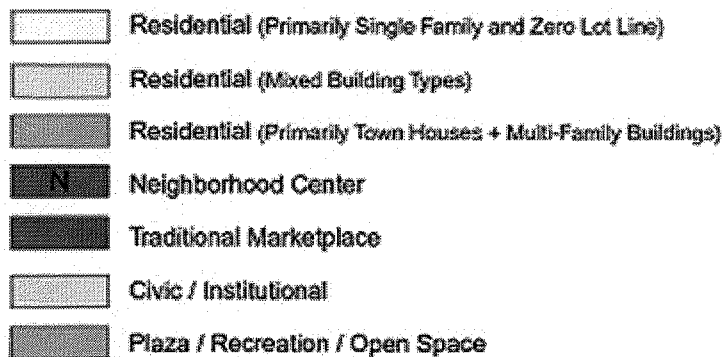 Residential (Primarily Single Family and Zero Lot Line)
Residential (Mixed Building Types)
Residential (Primarily Town Houses + Multi-Family Buildings)
N Neighborhood Center
Traditional Marketplace
Civic / Institutional
Plaza / Recreation / Open Space